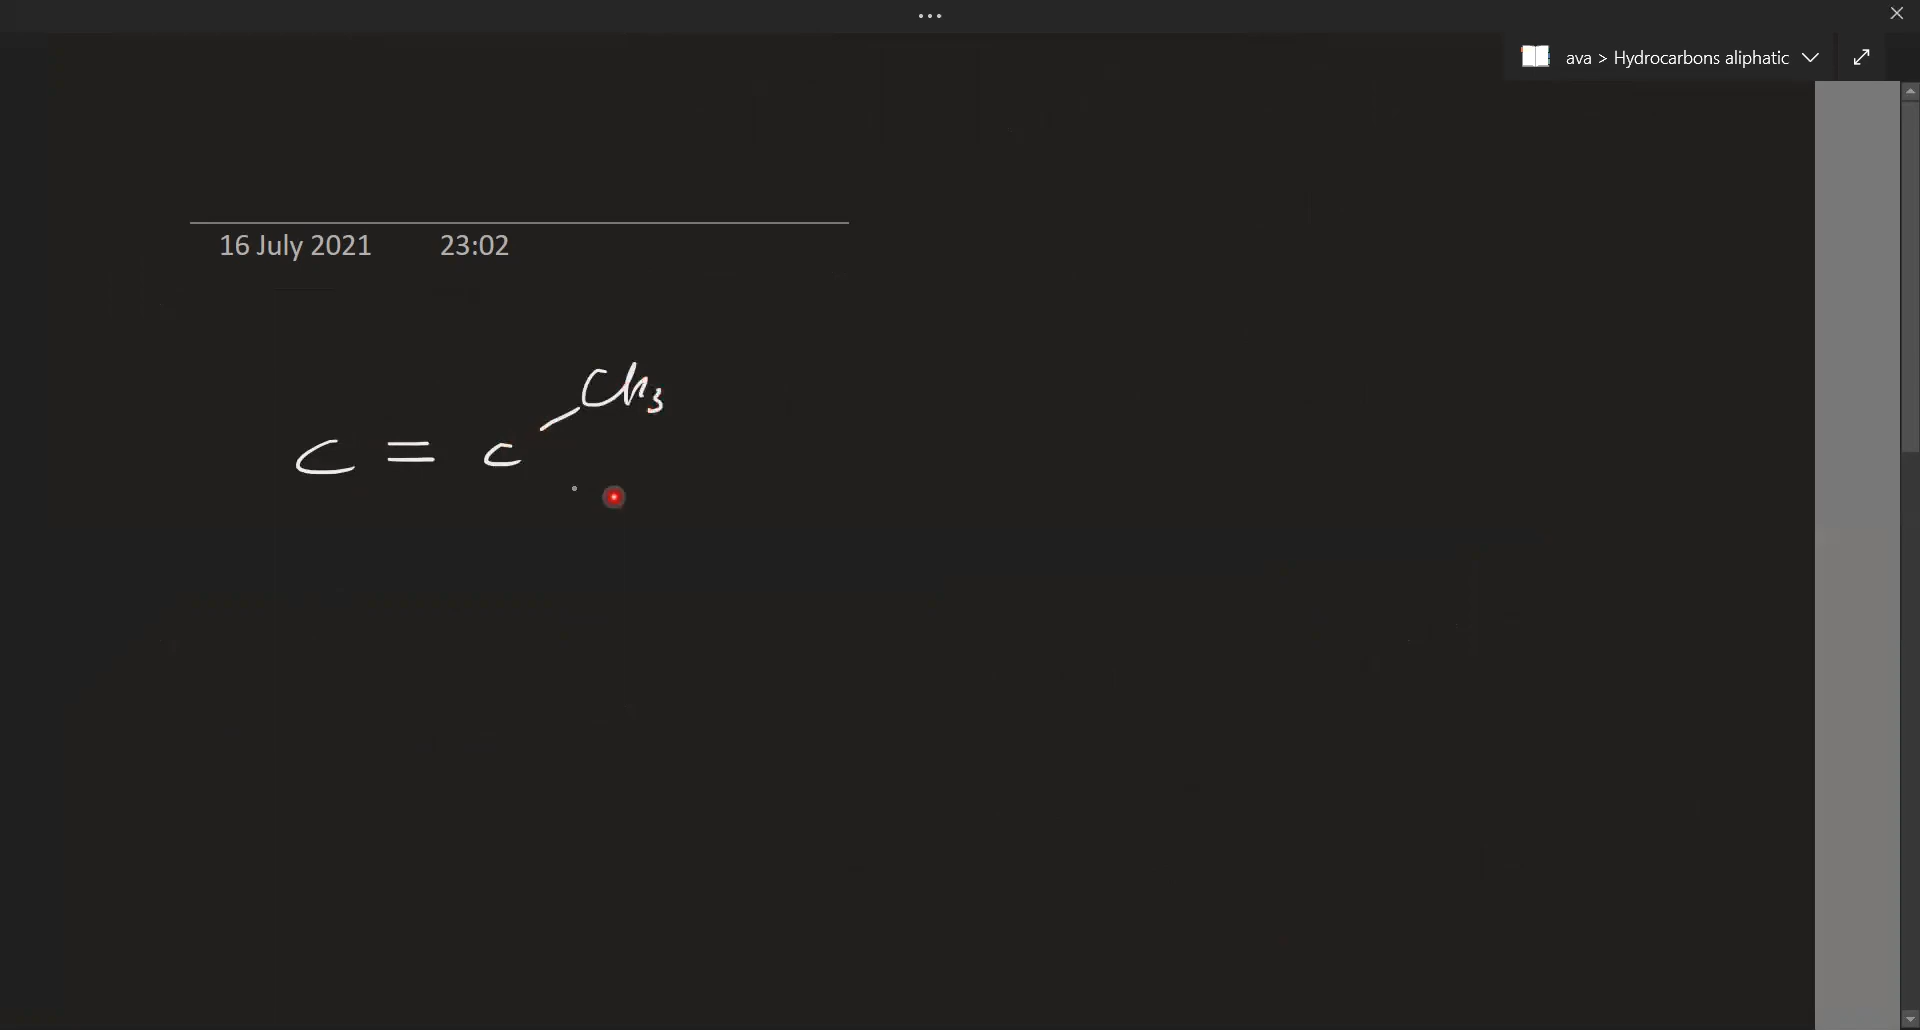 ava > Hydrocarbons aliphatic
16 July 2021 23:02
CH3
C = C